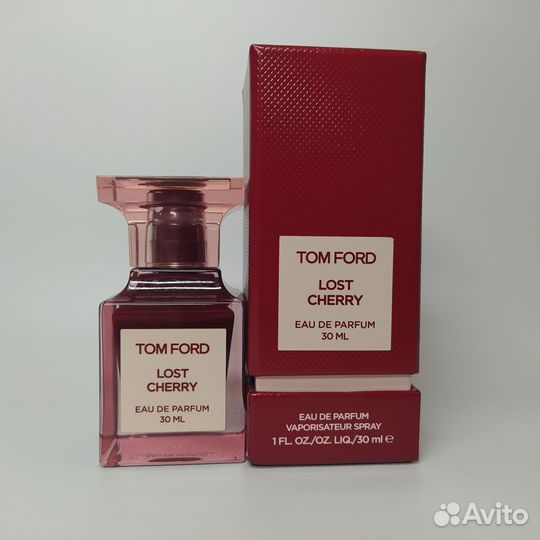 TOM FORD
LOST
CHERRY
EAU DE PARFUM
30 ML
TOM FORD
LOST
CHERRY
EAU DE PARFUM
30 ML
EAU DE PARFUM
VAPORISATEUR SPRAY
1 FL. OZ./OZ. LIQ./30 ml ℮
Avito